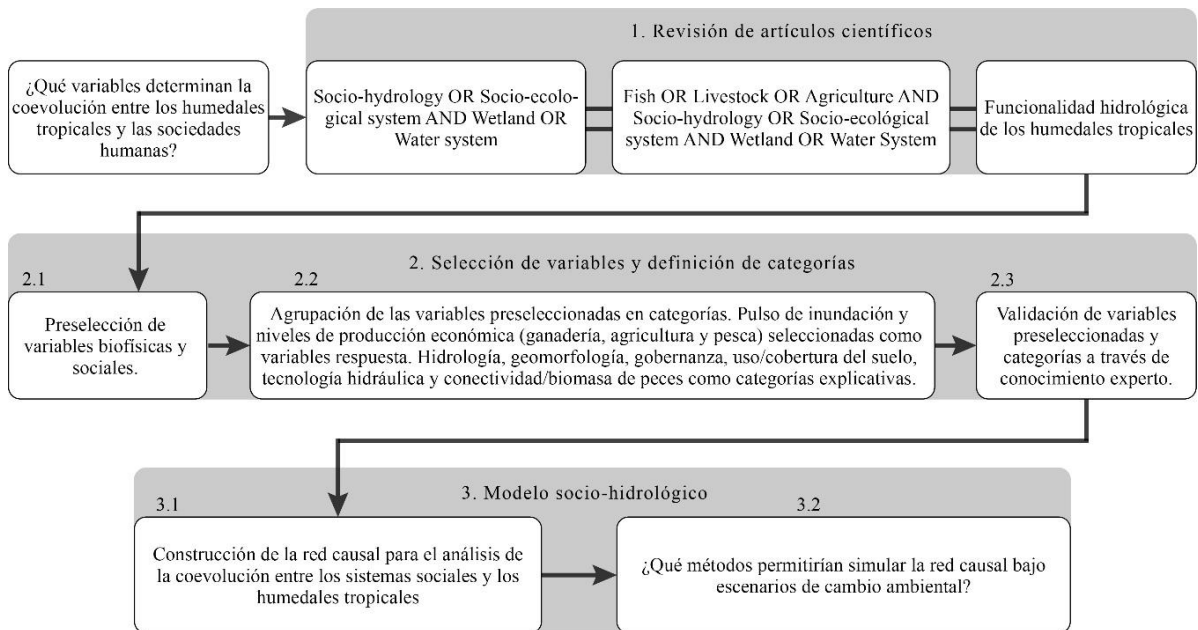 1. Revisión de artículos científicos
¿Qué variables determinan la
coevolución entre los humedales
tropicales y las sociedades
humanas?
Socio-hydrology OR Socio-ecolo-
gical system AND Wetland OR
Water system
Fish OR Livestock OR Agriculture AND
Socio-hydrology OR Socio-ecológical
system AND Wetland OR Water System
Funcionalidad hidrológica
de los humedales tropicales
2. Selección de variables y definición de categorías
2.1
Preselección de
variables biofísicas y
sociales.
2.2
Agrupación de las variables preseleccionadas en categorías. Pulso de inundación y
niveles de producción económica (ganadería, agricultura y pesca) seleccionadas como
variables respuesta. Hidrología, geomorfología, gobernanza, uso/cobertura del suelo,
tecnología hidráulica y conectividad/biomasa de peces como categorías explicativas.
2.3
Validación de variables
preseleccionadas y
categorías a través de
conocimiento experto.
3. Modelo socio-hidrológico
3.1
Construcción de la red causal para el análisis de
la coevolución entre los sistemas sociales y los
humedales tropicales
3.2
¿Qué métodos permitirían simular la red causal bajo
escenarios de cambio ambiental?